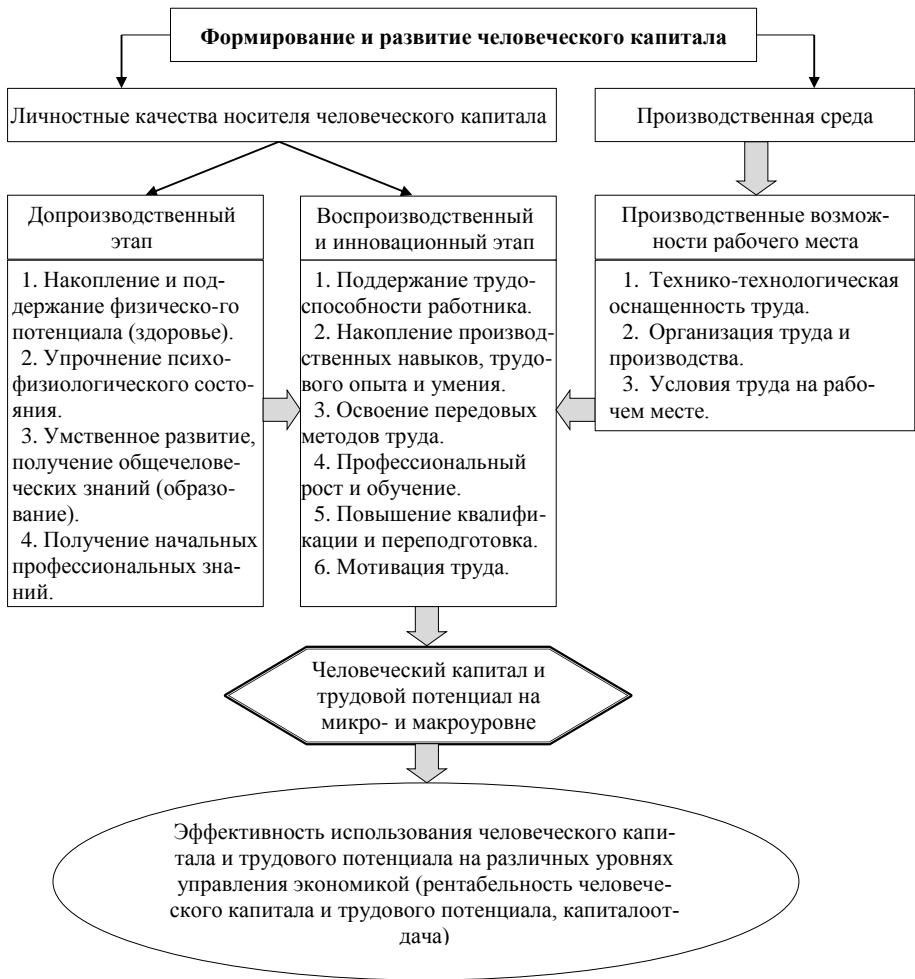 Формирование и развитие человеческого капитала
Личностные качества носителя человеческого капитала
Производственная среда
Допроизводственный
этап
1. Накопление и под-
держание физическо-го
потенциала (здоровье).
2. Упрочнение психо-
физиологического состо-
яния.
3. Умственное развитие,
получение общечелове-
ческих знаний (образо-
вание).
4. Получение начальных
профессиональных зна-
ний.
Воспроизводственный
и инновационный этап
1. Поддержание трудо-
способности работника.
2. Накопление производ-
ственных навыков, трудо-
вого опыта и умения.
3. Освоение передовых
методов труда.
4. Профессиональный
рост и обучение.
5. Повышение квалифи-
кации и переподготовка.
6. Мотивация труда.
Производственные возмож-
ности рабочего места
1. Технико-технологическая
оснащенность труда.
2. Организация труда и
производства.
3. Условия труда на рабо-
чем месте.
Человеческий капитал и
трудовой потенциал на
микро- и макроуровне
Эффективность использования человеческого капи-
тала и трудового потенциала на различных уровнях
управления экономикой (рентабельность человече-
ского капитала и трудового потенциала, капиталоот-
дача)